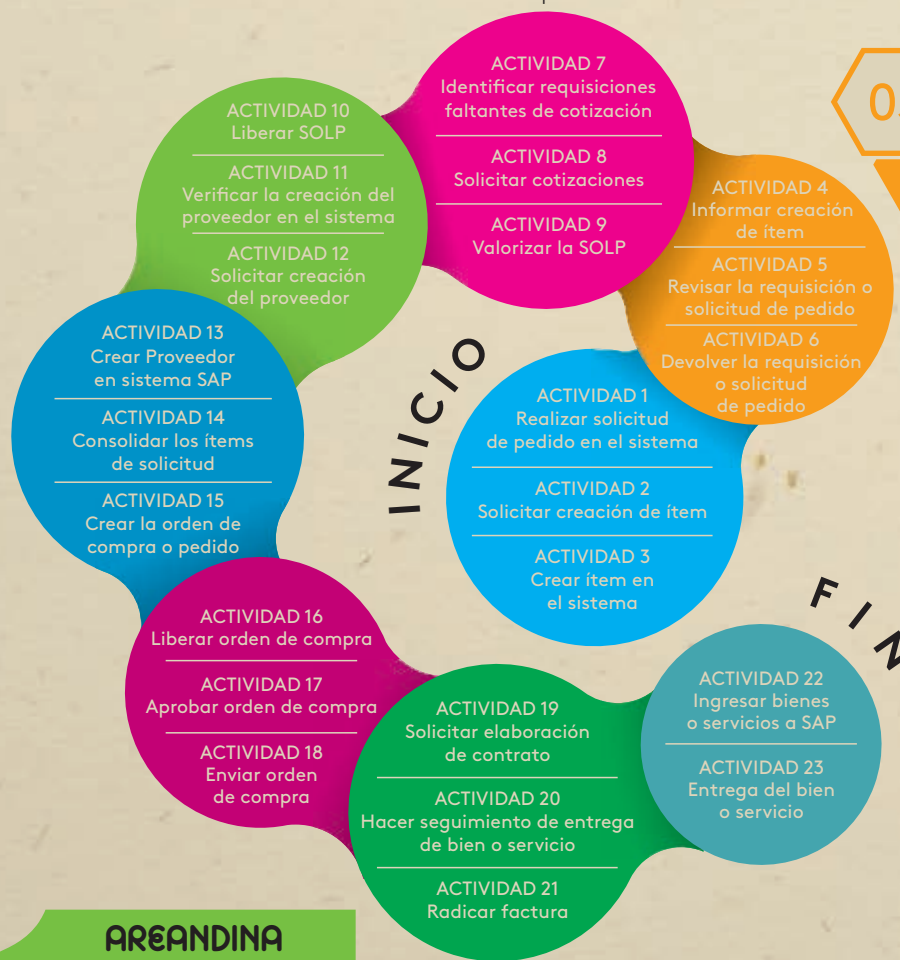 INICIO
ACTIVIDAD 1
Realizar solicitud
de pedido en el sistema
ACTIVIDAD 2
Solicitar creación de ítem
ACTIVIDAD 3
Crear ítem en
el sistema
ACTIVIDAD 4
Informar creación
de ítem
ACTIVIDAD 5
Revisar la requisición o
solicitud de pedido
ACTIVIDAD 6
Devolver la requisición
o solicitud
de pedido
ACTIVIDAD 7
Identificar requisiciones
faltantes de cotización
ACTIVIDAD 8
Solicitar cotizaciones
ACTIVIDAD 9
Valorizar la SOLP
ACTIVIDAD 10
Liberar SOLP
ACTIVIDAD 11
Verificar la creación del
proveedor en el sistema
ACTIVIDAD 12
Solicitar creación
del proveedor
ACTIVIDAD 13
Crear Proveedor
en sistema SAP
ACTIVIDAD 14
Consolidar los ítems
de solicitud
ACTIVIDAD 15
Crear la orden de
compra o pedido
ACTIVIDAD 16
Liberar orden de compra
ACTIVIDAD 17
Aprobar orden de compra
ACTIVIDAD 18
Enviar orden
de compra
ACTIVIDAD 19
Solicitar elaboración
de contrato
ACTIVIDAD 20
Hacer seguimiento de entrega
de bien o servicio
ACTIVIDAD 21
Radicar factura
ACTIVIDAD 22
Ingresar bienes
o servicios a SAP
ACTIVIDAD 23
Entrega del bien
o servicio
FIN
AREANDINA